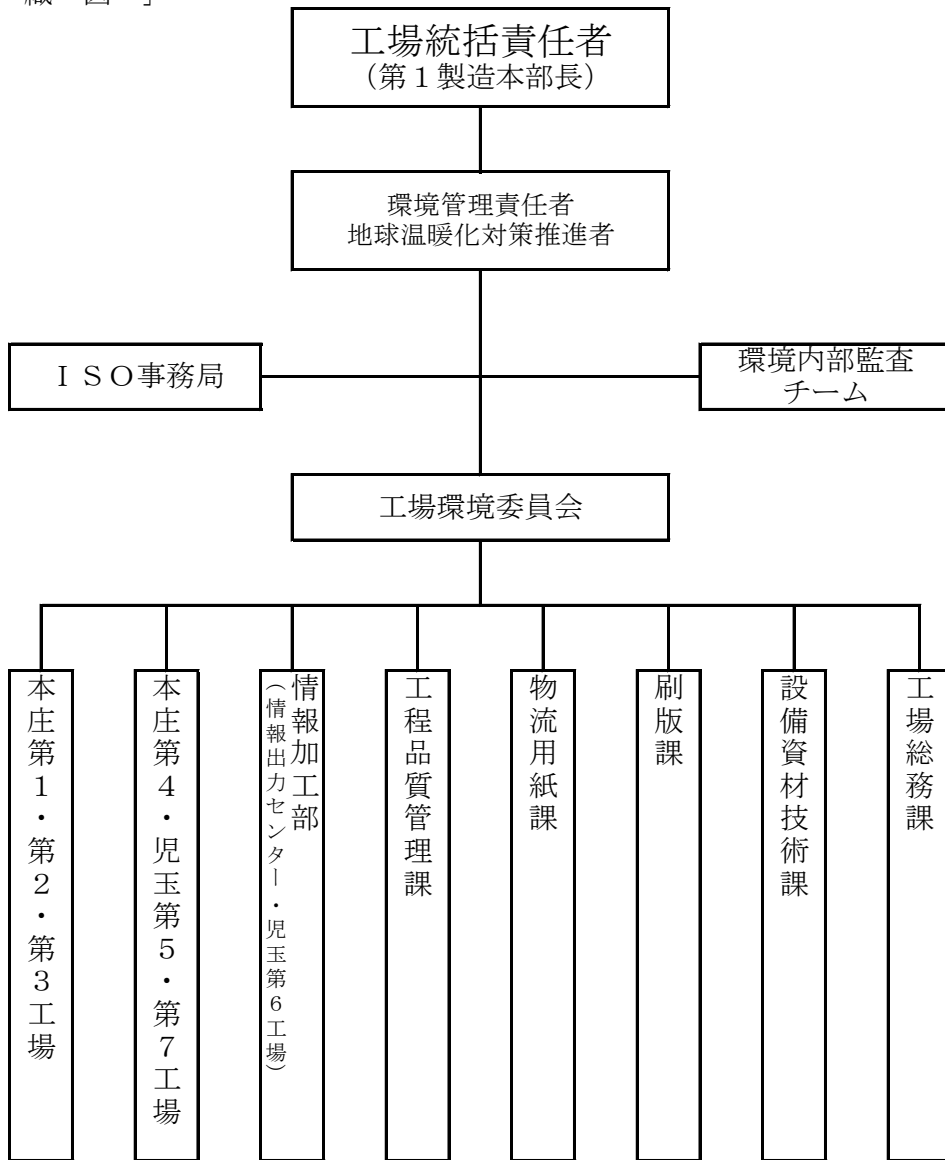 織 図 」
工場統括責任者
（第１製造本部長）
環境管理責任者
地球温暖化対策推進者
ＩＳＯ事務局
環境内部監査
チーム
工場環境委員会
本庄第１・第２・第３工場
本庄第４・児玉第５・第７工場
情報加工部
（情報出力センター・児玉第６工場）
工程品質管理課
物流用紙課
刷版課
設備資材技術課
工場総務課